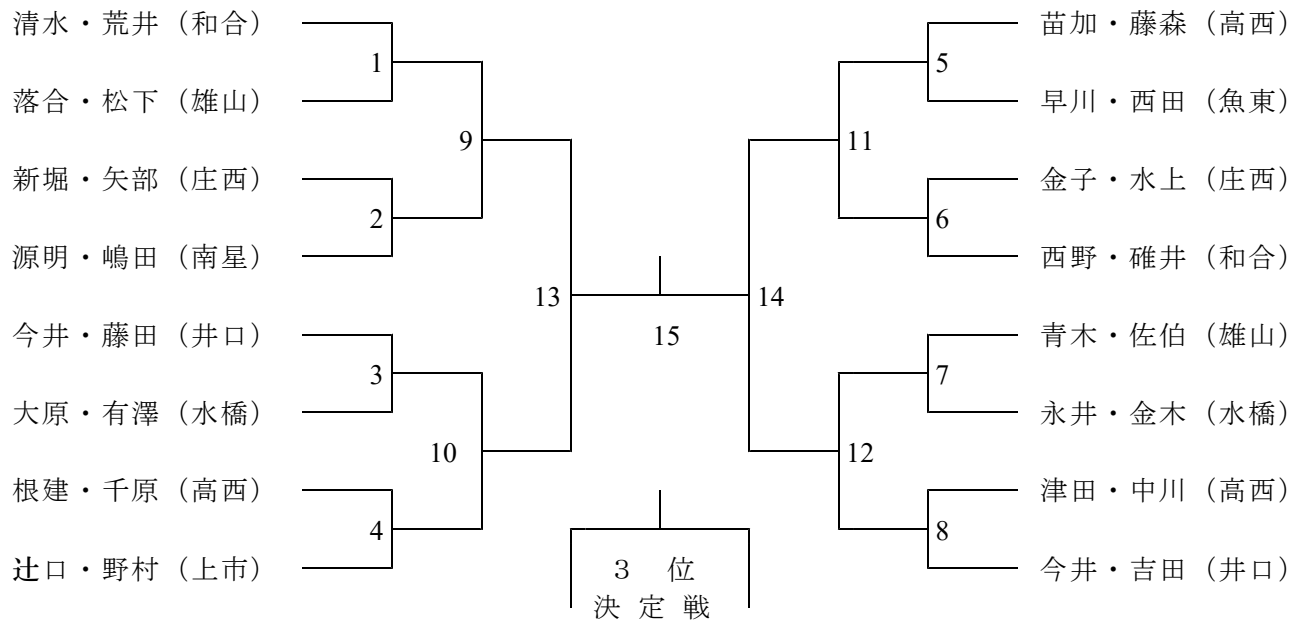 清水・荒井（和合）
1
落合・松下（雄山）
9
新堀・矢部（庄西）
2
源明・嶋田（南星）
13
今井・藤田（井口）
3
大原・有澤（水橋）
10
根建・千原（高西）
4
辻口・野村（上市）
15
３　位
決 定 戦
苗加・藤森（高西）
5
早川・西田（魚東）
11
金子・水上（庄西）
6
西野・碓井（和合）
14
青木・佐伯（雄山）
7
永井・金木（水橋）
12
津田・中川（高西）
8
今井・吉田（井口）